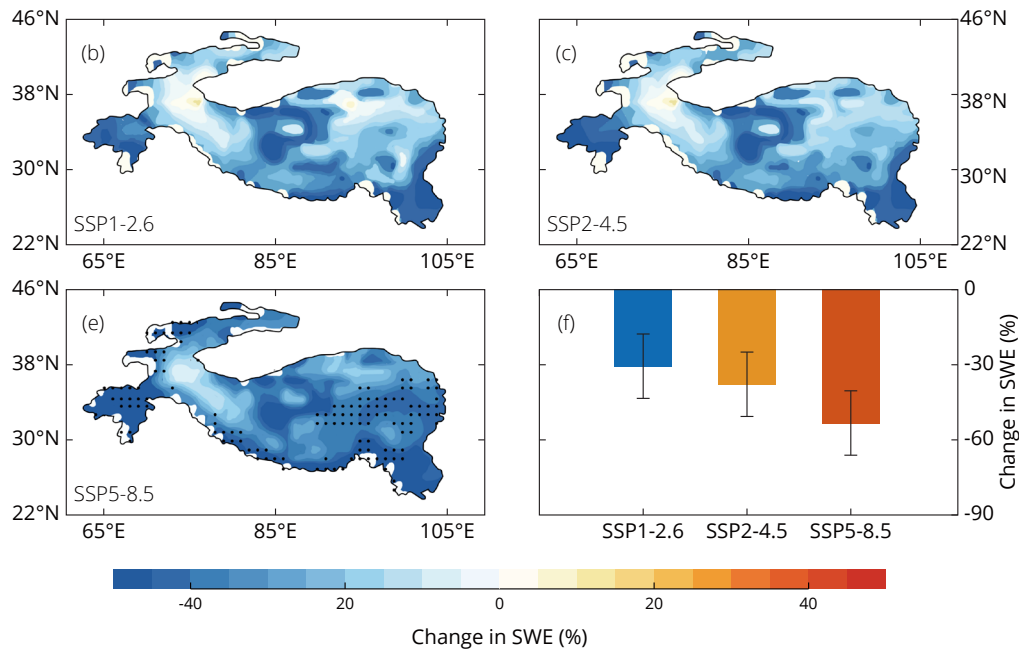 46°N
(b)
38°N
30°N
SSP1-2.6
22°N
65°E 85°E 105°E
46°N
(c)
38°N
30°N
SSP2-4.5
22°N
65°E 85°E 105°E
46°N
(e)
38°N
30°N
SSP5-8.5
22°N
65°E 85°E 105°E
0
(f)
-30
-60
-90
Change in SWE (%)
SSP1-2.6 SSP2-4.5 SSP5-8.5
-40 20 0 20 40
Change in SWE (%)